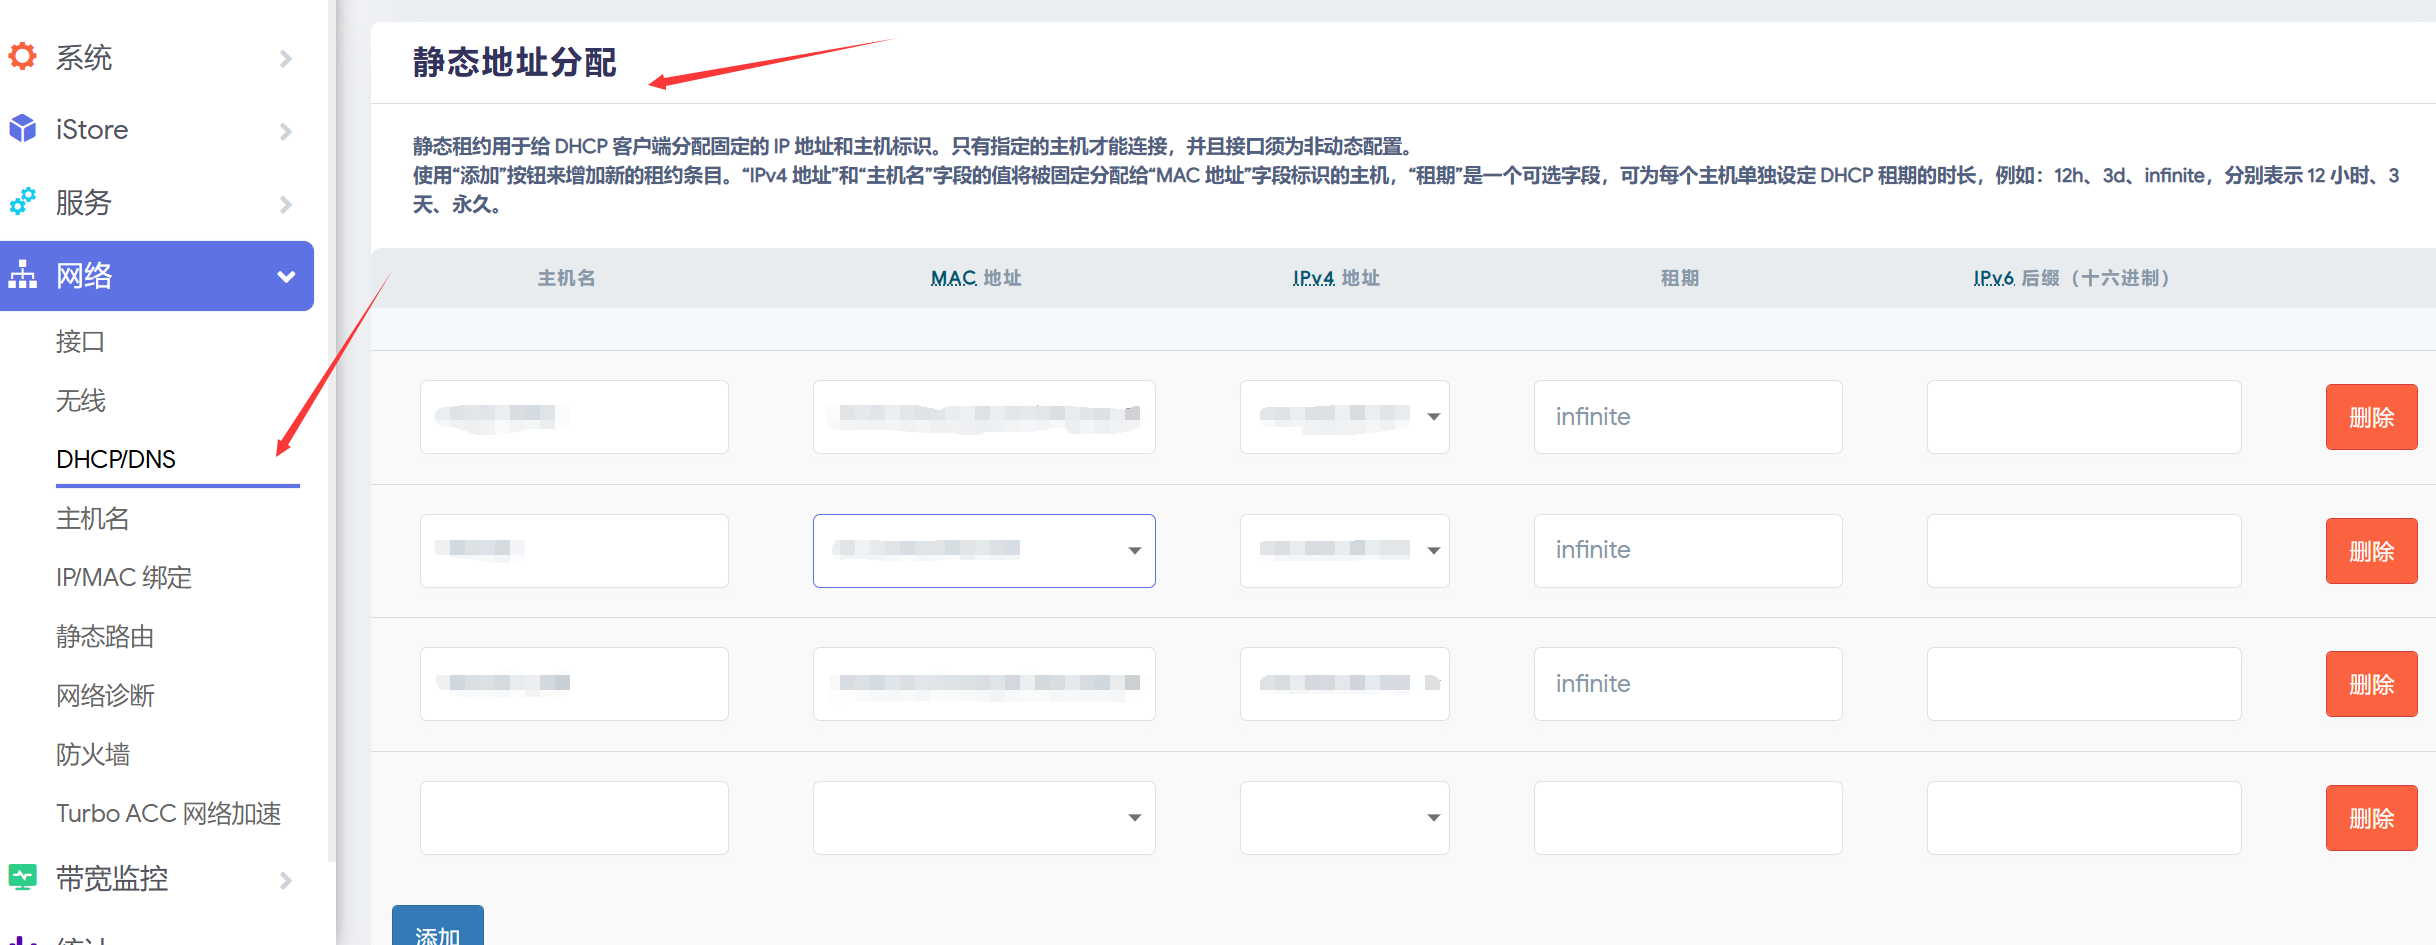 系统
iStore
服务
网络
接口
无线
DHCP/DNS
主机名
IP/MAC 绑定
静态路由
网络诊断
防火墙
Turbo ACC 网络加速
带宽监控
统计
静态地址分配
静态租约用于给 DHCP 客户端分配固定的 IP 地址和主机标识。只有指定的主机才能连接，并且接口须为非动态配置。
使用“添加”按钮来增加新的租约条目。“IPv4 地址”和“主机名”字段的值将被固定分配给“MAC 地址”字段标识的主机，“租期”是一个可选字段，可为每个主机单独设定 DHCP 租期的时长，例如：12h、3d、infinite，分别表示 12 小时、3
天、永久。
主机名 MAC 地址 IPv4 地址 租期 IPv6 后缀（十六进制）
infinite 删除
infinite 删除
infinite 删除
删除
添加